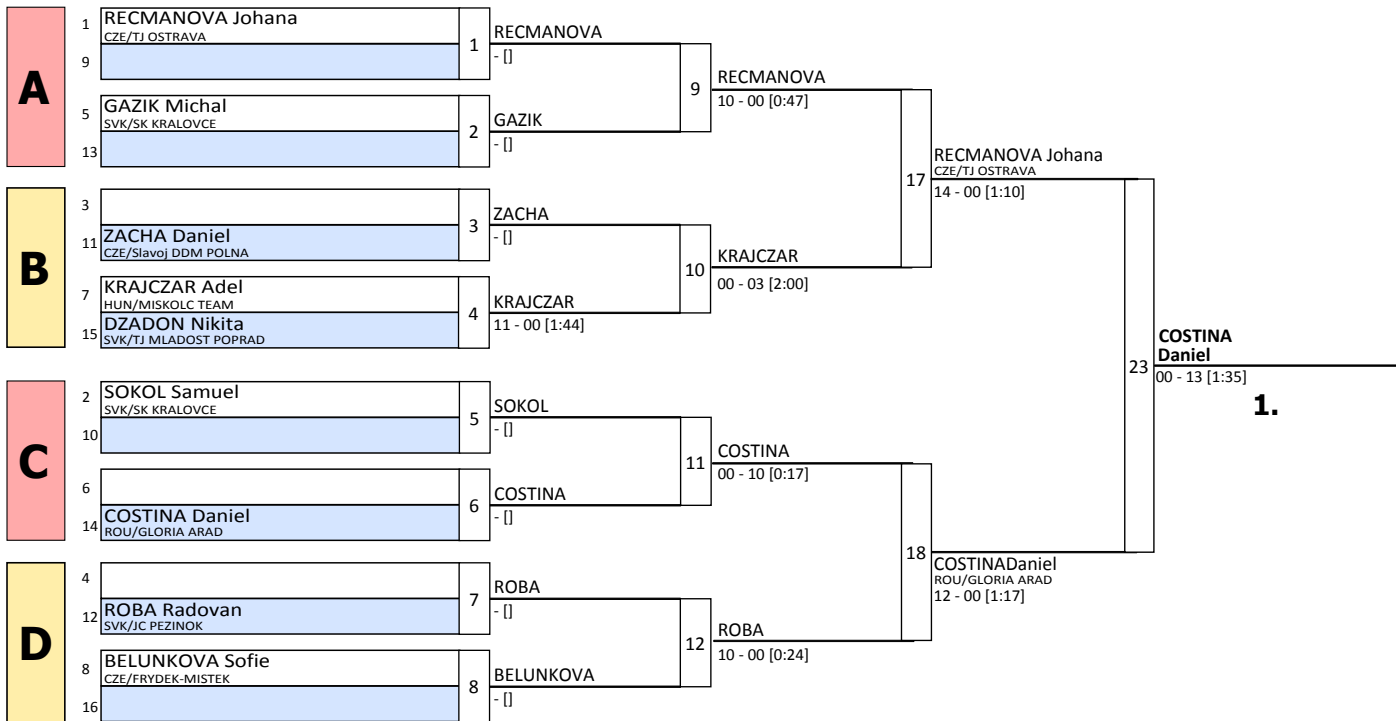 A
1 RECMANOVA Johana
CZE/TJ OSTRAVA
9
1
RECMANOVA
- []
5 GAZIK Michal
SVK/SK KRALOVCE
13
2
GAZIK
- []
9
RECMANOVA
10 - 00 [0:47]
B
3
11 ZACHA Daniel
CZE/Slavoj DDM POLNA
3
ZACHA
- []
7 KRAJCZAR Adel
HUN/MISKOLC TEAM
15 DZADON Nikita
SVK/TJ MLADOST POPRAD
4
KRAJCZAR
11 - 00 [1:44]
10
KRAJCZAR
00 - 03 [2:00]
17
RECMANOVA Johana
CZE/TJ OSTRAVA
14 - 00 [1:10]
C
2 SOKOL Samuel
SVK/SK KRALOVCE
10
5
SOKOL
- []
6
14 COSTINA Daniel
ROU/GLORIA ARAD
6
COSTINA
- []
11
COSTINA
00 - 10 [0:17]
D
4
12 ROBA Radovan
SVK/JC PEZINOK
7
ROBA
- []
8 BELUNKOVA Sofie
CZE/FRYDEK-MISTEK
16
8
BELUNKOVA
- []
12
ROBA
10 - 00 [0:24]
18
COSTINADaniel
ROU/GLORIA ARAD
12 - 00 [1:17]
23
COSTINA
Daniel
00 - 13 [1:35]
1.